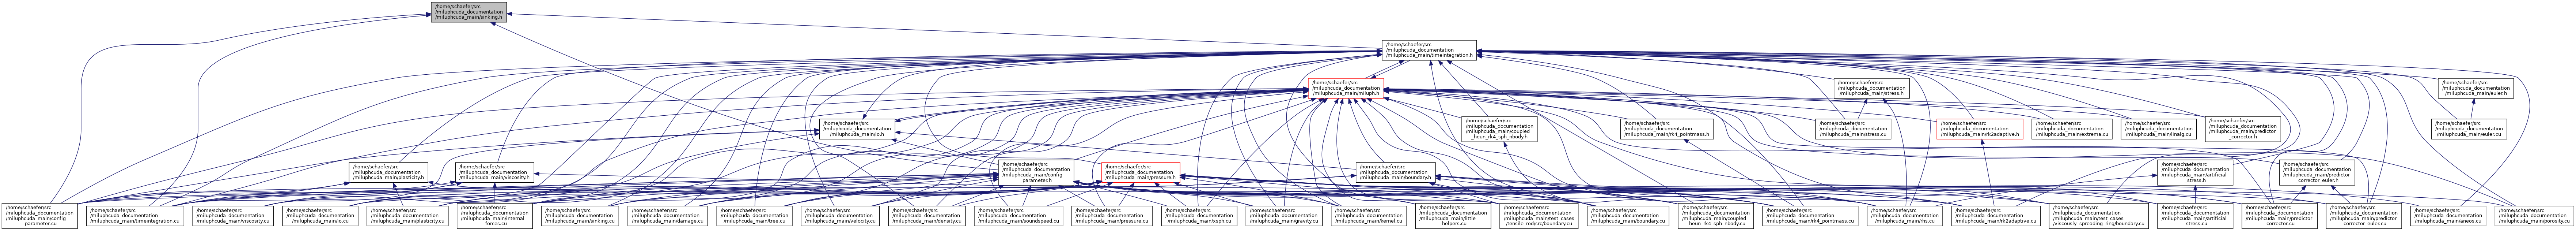 /home/schaefer/src
/miluphcuda_documentation
/miluphcuda_main/sinking.h
/home/schaefer/src
/miluphcuda_documentation
/miluphcuda_main/timeintegration.h
/home/schaefer/src
/miluphcuda_documentation
/miluphcuda_main/miluph.h
/home/schaefer/src
/miluphcuda_documentation
/miluphcuda_main/stress.h
/home/schaefer/src
/miluphcuda_documentation
/miluphcuda_main/euler.h
/home/schaefer/src
/miluphcuda_documentation
/miluphcuda_main/io.h
/home/schaefer/src
/miluphcuda_documentation
/miluphcuda_main/coupled
_heun_rk4_sph_nbody.h
/home/schaefer/src
/miluphcuda_documentation
/miluphcuda_main/rk4_pointmass.h
/home/schaefer/src
/miluphcuda_documentation
/miluphcuda_main/stress.cu
/home/schaefer/src
/miluphcuda_documentation
/miluphcuda_main/rk2adaptive.h
/home/schaefer/src
/miluphcuda_documentation
/miluphcuda_main/extrema.cu
/home/schaefer/src
/miluphcuda_documentation
/miluphcuda_main/linalg.cu
/home/schaefer/src
/miluphcuda_documentation
/miluphcuda_main/predictor
_corrector.h
/home/schaefer/src
/miluphcuda_documentation
/miluphcuda_main/euler.cu
/home/schaefer/src
/miluphcuda_documentation
/miluphcuda_main/plasticity.h
/home/schaefer/src
/miluphcuda_documentation
/miluphcuda_main/viscosity.h
/home/schaefer/src
/miluphcuda_documentation
/miluphcuda_main/config
_parameter.h
/home/schaefer/src
/miluphcuda_documentation
/miluphcuda_main/pressure.h
/home/schaefer/src
/miluphcuda_documentation
/miluphcuda_main/boundary.h
/home/schaefer/src
/miluphcuda_documentation
/miluphcuda_main/artificial
_stress.h
/home/schaefer/src
/miluphcuda_documentation
/miluphcuda_main/predictor
_corrector_euler.h
/home/schaefer/src
/miluphcuda_documentation
/miluphcuda_main/config
_parameter.cu
/home/schaefer/src
/miluphcuda_documentation
/miluphcuda_main/timeintegration.cu
/home/schaefer/src
/miluphcuda_documentation
/miluphcuda_main/viscosity.cu
/home/schaefer/src
/miluphcuda_documentation
/miluphcuda_main/io.cu
/home/schaefer/src
/miluphcuda_documentation
/miluphcuda_main/plasticity.cu
/home/schaefer/src
/miluphcuda_documentation
/miluphcuda_main/internal
_forces.cu
/home/schaefer/src
/miluphcuda_documentation
/miluphcuda_main/sinking.cu
/home/schaefer/src
/miluphcuda_documentation
/miluphcuda_main/damage.cu
/home/schaefer/src
/miluphcuda_documentation
/miluphcuda_main/tree.cu
/home/schaefer/src
/miluphcuda_documentation
/miluphcuda_main/velocity.cu
/home/schaefer/src
/miluphcuda_documentation
/miluphcuda_main/density.cu
/home/schaefer/src
/miluphcuda_documentation
/miluphcuda_main/soundspeed.cu
/home/schaefer/src
/miluphcuda_documentation
/miluphcuda_main/pressure.cu
/home/schaefer/src
/miluphcuda_documentation
/miluphcuda_main/xsph.cu
/home/schaefer/src
/miluphcuda_documentation
/miluphcuda_main/gravity.cu
/home/schaefer/src
/miluphcuda_documentation
/miluphcuda_main/kernel.cu
/home/schaefer/src
/miluphcuda_documentation
/miluphcuda_main/little
_helpers.cu
/home/schaefer/src
/miluphcuda_documentation
/miluphcuda_main/test_cases
/tensile_rod/src/boundary.cu
/home/schaefer/src
/miluphcuda_documentation
/miluphcuda_main/boundary.cu
/home/schaefer/src
/miluphcuda_documentation
/miluphcuda_main/coupled
_heun_rk4_sph_nbody.cu
/home/schaefer/src
/miluphcuda_documentation
/miluphcuda_main/rk4_pointmass.cu
/home/schaefer/src
/miluphcuda_documentation
/miluphcuda_main/rhs.cu
/home/schaefer/src
/miluphcuda_documentation
/miluphcuda_main/rk2adaptive.cu
/home/schaefer/src
/miluphcuda_documentation
/miluphcuda_main/test_cases
/viscously_spreading_ring/boundary.cu
/home/schaefer/src
/miluphcuda_documentation
/miluphcuda_main/artificial
_stress.cu
/home/schaefer/src
/miluphcuda_documentation
/miluphcuda_main/predictor
_corrector.cu
/home/schaefer/src
/miluphcuda_documentation
/miluphcuda_main/predictor
_corrector_euler.cu
/home/schaefer/src
/miluphcuda_documentation
/miluphcuda_main/aneos.cu
/home/schaefer/src
/miluphcuda_documentation
/miluphcuda_main/porosity.cu